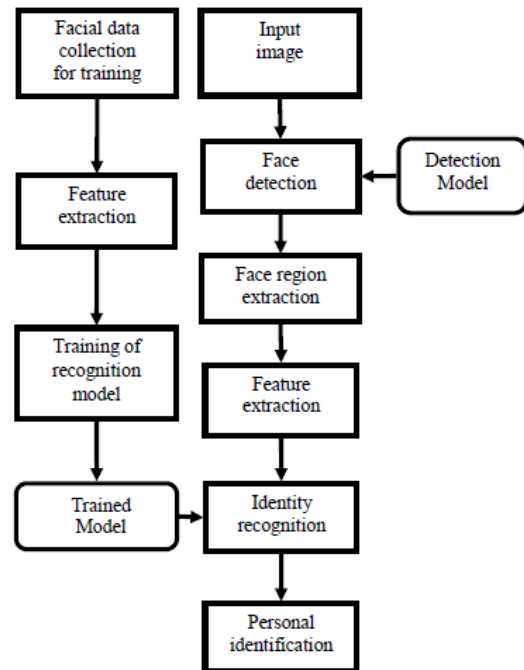 Facial data
collection
for training
Input
image
Face
detection
Detection
Model
Feature
extraction
Face region
extraction
Training of
recognition
model
Feature
extraction
Trained
Model
Identity
recognition
Personal
identification